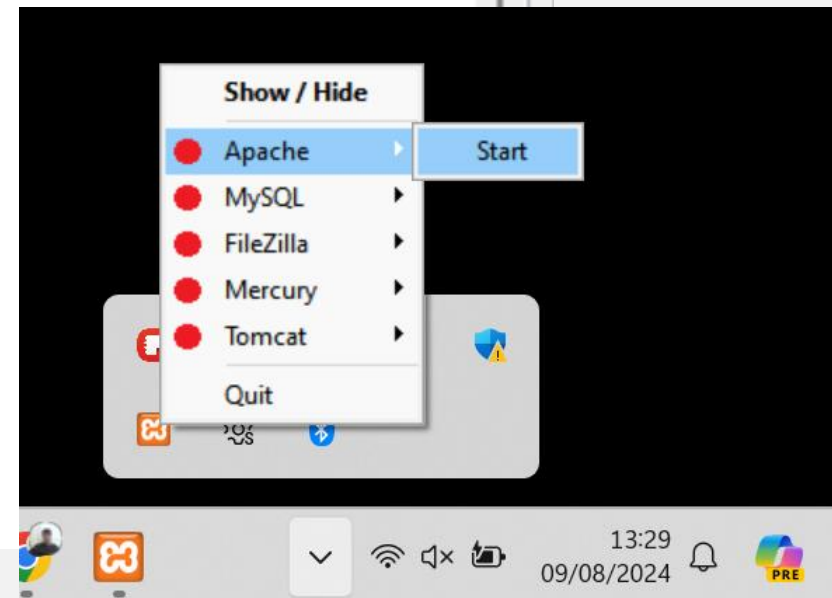 Show / Hide
Apache
Start
MySQL
FileZilla
Mercury
Tomcat
Quit
13:29
09/08/2024
PRE